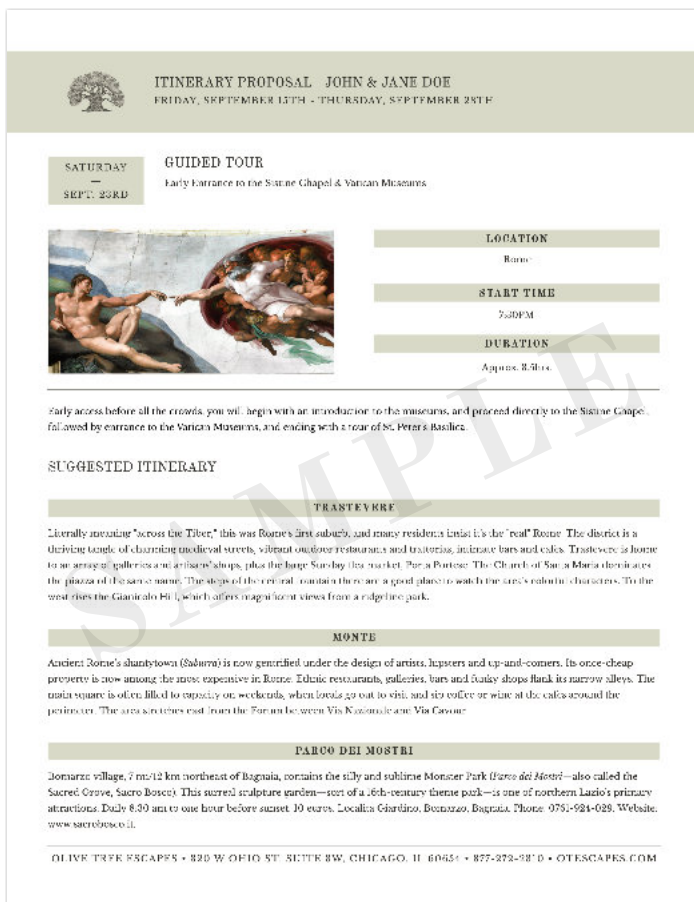 ITINERARY PROPOSAL JOHN & JANE DOE
FRIDAY, SEPTEMBER 15TH - THURSDAY, SEPTEMBER 28TH
SATURDAY
—
SEPT. 23RD
GUIDED TOUR
Early Entrance to the Sistine Chapel & Vatican Museums
LOCATION
Rome
START TIME
7:30PM
DURATION
Approx. 3.5hrs.
Early access before all the crowds, you will begin with an introduction to the museums, and proceed directly to the Sistine Chapel,
followed by entrance to the Vatican Museums, and ending with a tour of St. Peter's Basilica.
SAMPLE
SUGGESTED ITINERARY
TRASTEVERE
Literally meaning "across the Tiber," this was Rome's first suburb, and many residents insist it's the "real" Rome. The district is a
thriving tangle of charming medieval streets, vibrant outdoor restaurants and trattorias, intimate bars and cafes. Trastevere is home
to an array of galleries and artisans' shops, plus the large Sunday flea market, Porta Portese. The Church of Santa Maria dominates
the piazza of the same name. The steps of the central fountain there are a good place to watch the area's colorful characters. To the
west rises the Gianicolo Hill, which offers magnificent views from a ridgeline park.
MONTE
Ancient Rome's shantytown (Suburra) is now gentrified under the design of artists, hipsters and up-and-comers. Its once-cheap
property is now among the most expensive in Rome. Ethnic restaurants, galleries, bars and funky shops flank its narrow alleys. The
main square is often filled to capacity on weekends, when locals go out to visit and sip coffee or wine at the cafes around the
perimeter. The area stretches east from the Forum between Via Nazionale and Via Cavour.
PARCO DEI MOSTRI
Bomarzo village, 7 mi/12 km northeast of Bagnaia, contains the silly and sublime Monster Park (Parco dei Mostri—also called the
Sacred Grove, Sacro Bosco). This surreal sculpture garden—sort of a 16th-century theme park—is one of northern Lazio's primary
attractions. Daily 8:30 am to one hour before sunset. 10 euros. Localita Giardino, Bomarzo, Bagnaia. Phone: 0761-924-029. Website:
www.sacrobosco.it.
OLIVE TREE ESCAPES • 820 W OHIO ST. SUITE 3W, CHICAGO, IL 60654 • 877-272-2810 • OTESCAPES.COM